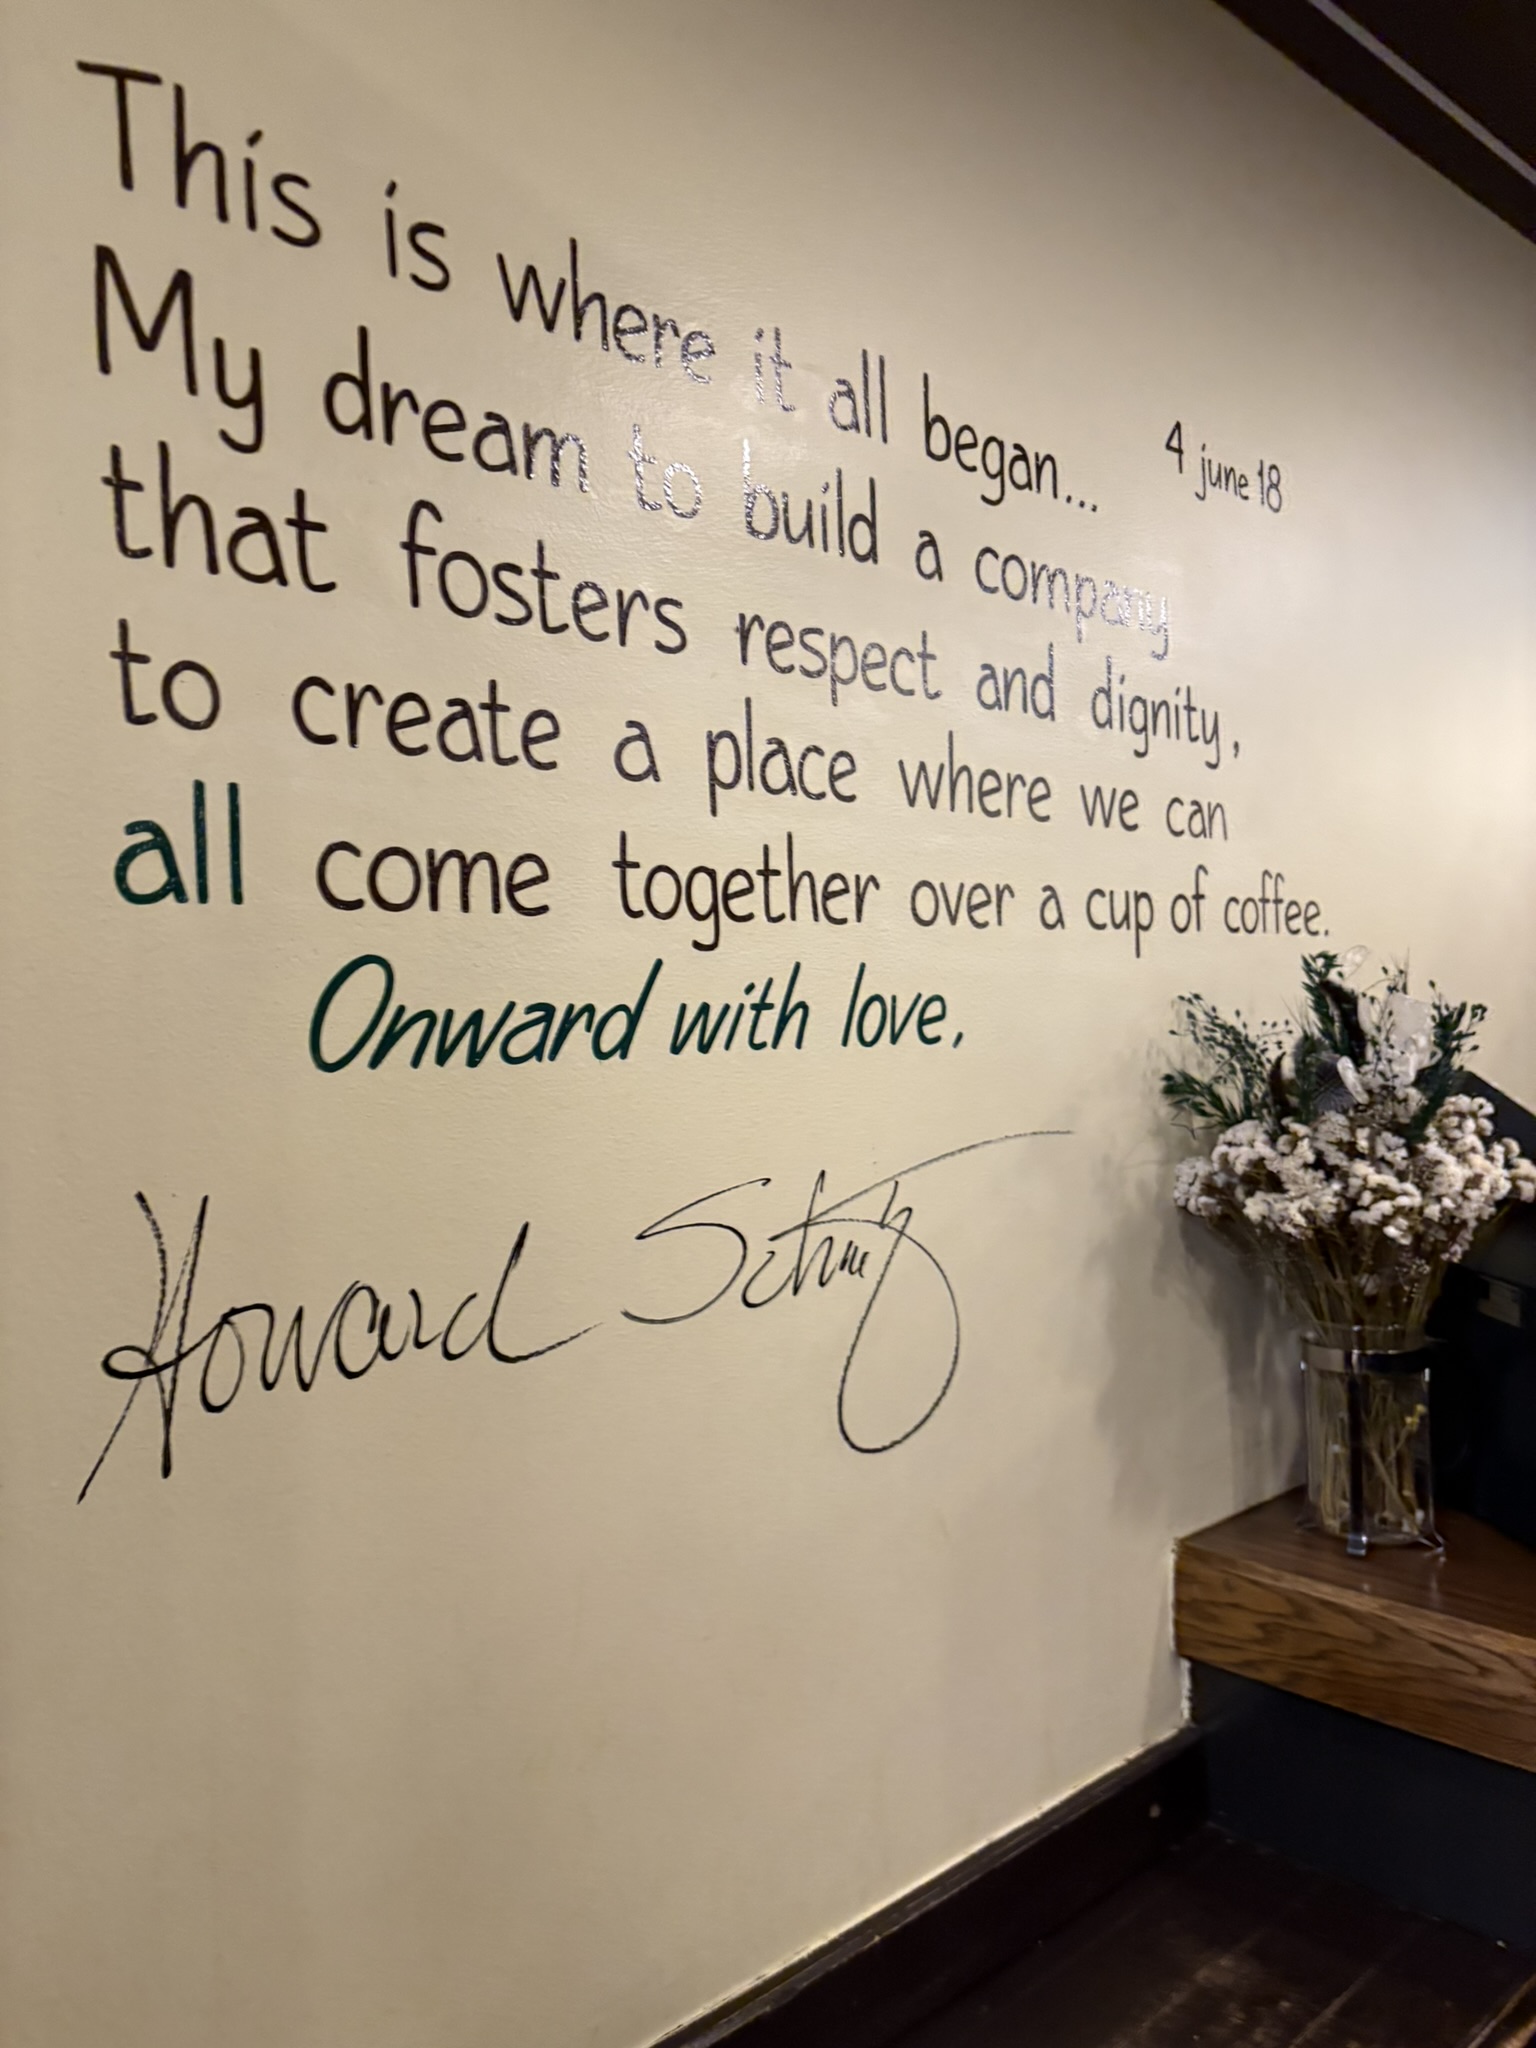 This is where it all began... 4 june 18
My dream to build a company
that fosters respect and dignity,
to create a place where we can
all come together over a cup of coffee.
Onward with love,
Howard Schultz